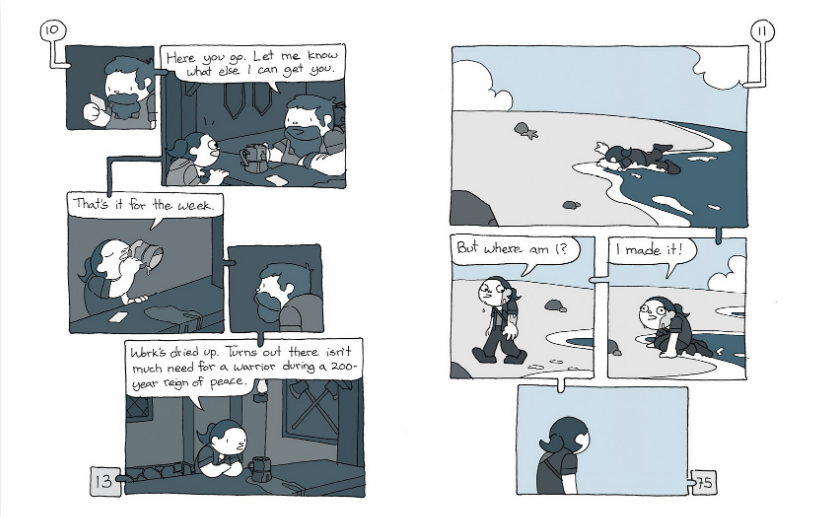 10
Here you go. Let me know
what else I can get you.
That's it for the week.
Work's dried up. Turns out there isn't
much need for a warrior during a 200-
year reign of peace.
13
11
I made it!
But where am I?
75